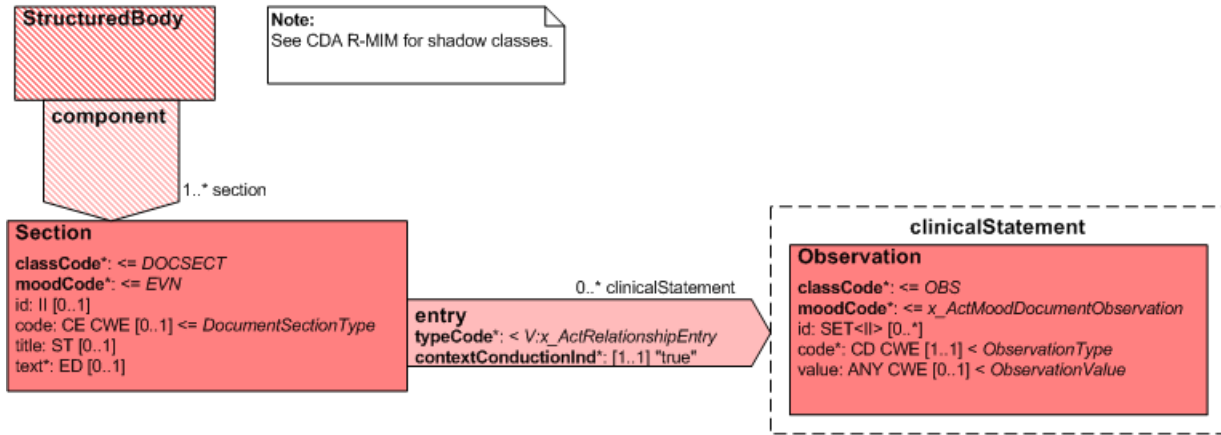 StructuredBody
Note:
See CDA R-MIM for shadow classes.
component
1..* section
Section
classCode*: <= DOCSECT
moodCode*: <= EVN
id: II [0..1]
code: CE CWE [0..1] <= DocumentSectionType
title: ST [0..1]
text*: ED [0..1]
0..* clinicalStatement
entry
typeCode*: < V:x_ActRelationshipEntry
contextConductionInd*: [1..1] "true"
clinicalStatement
Observation
classCode*: <= OBS
moodCode*: <= x_ActMoodDocumentObservation
id: SET<II> [0..*]
code*: CD CWE [1..1] < ObservationType
value: ANY CWE [0..1] < ObservationValue